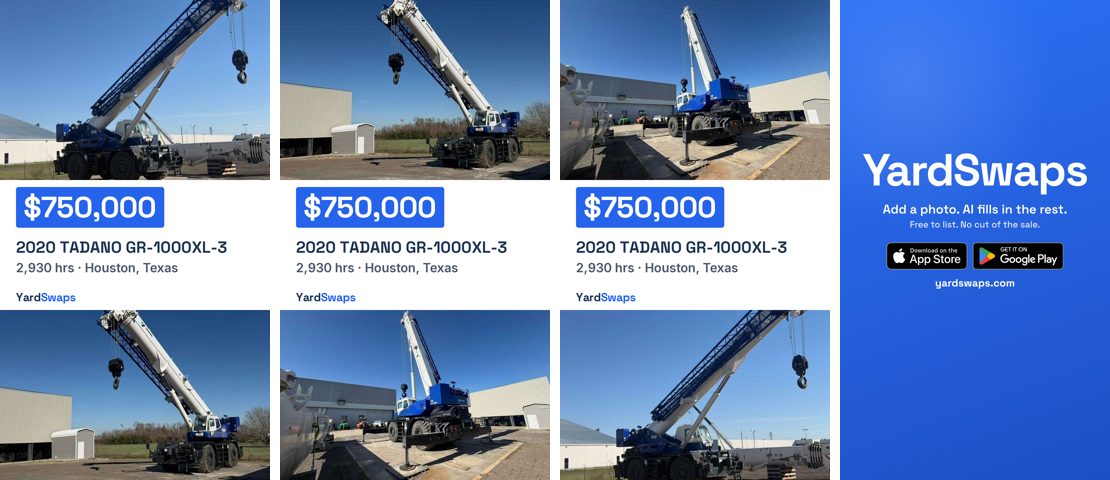 $750,000
2020 TADANO GR-1000XL-3
2,930 hrs · Houston, Texas
YardSwaps
$750,000
2020 TADANO GR-1000XL-3
2,930 hrs · Houston, Texas
YardSwaps
$750,000
2020 TADANO GR-1000XL-3
2,930 hrs · Houston, Texas
YardSwaps
YardSwaps
Add a photo. AI fills in the rest.
Free to list. No cut of the sale.
Download on the
App Store
GET IT ON
Google Play
yardswaps.com